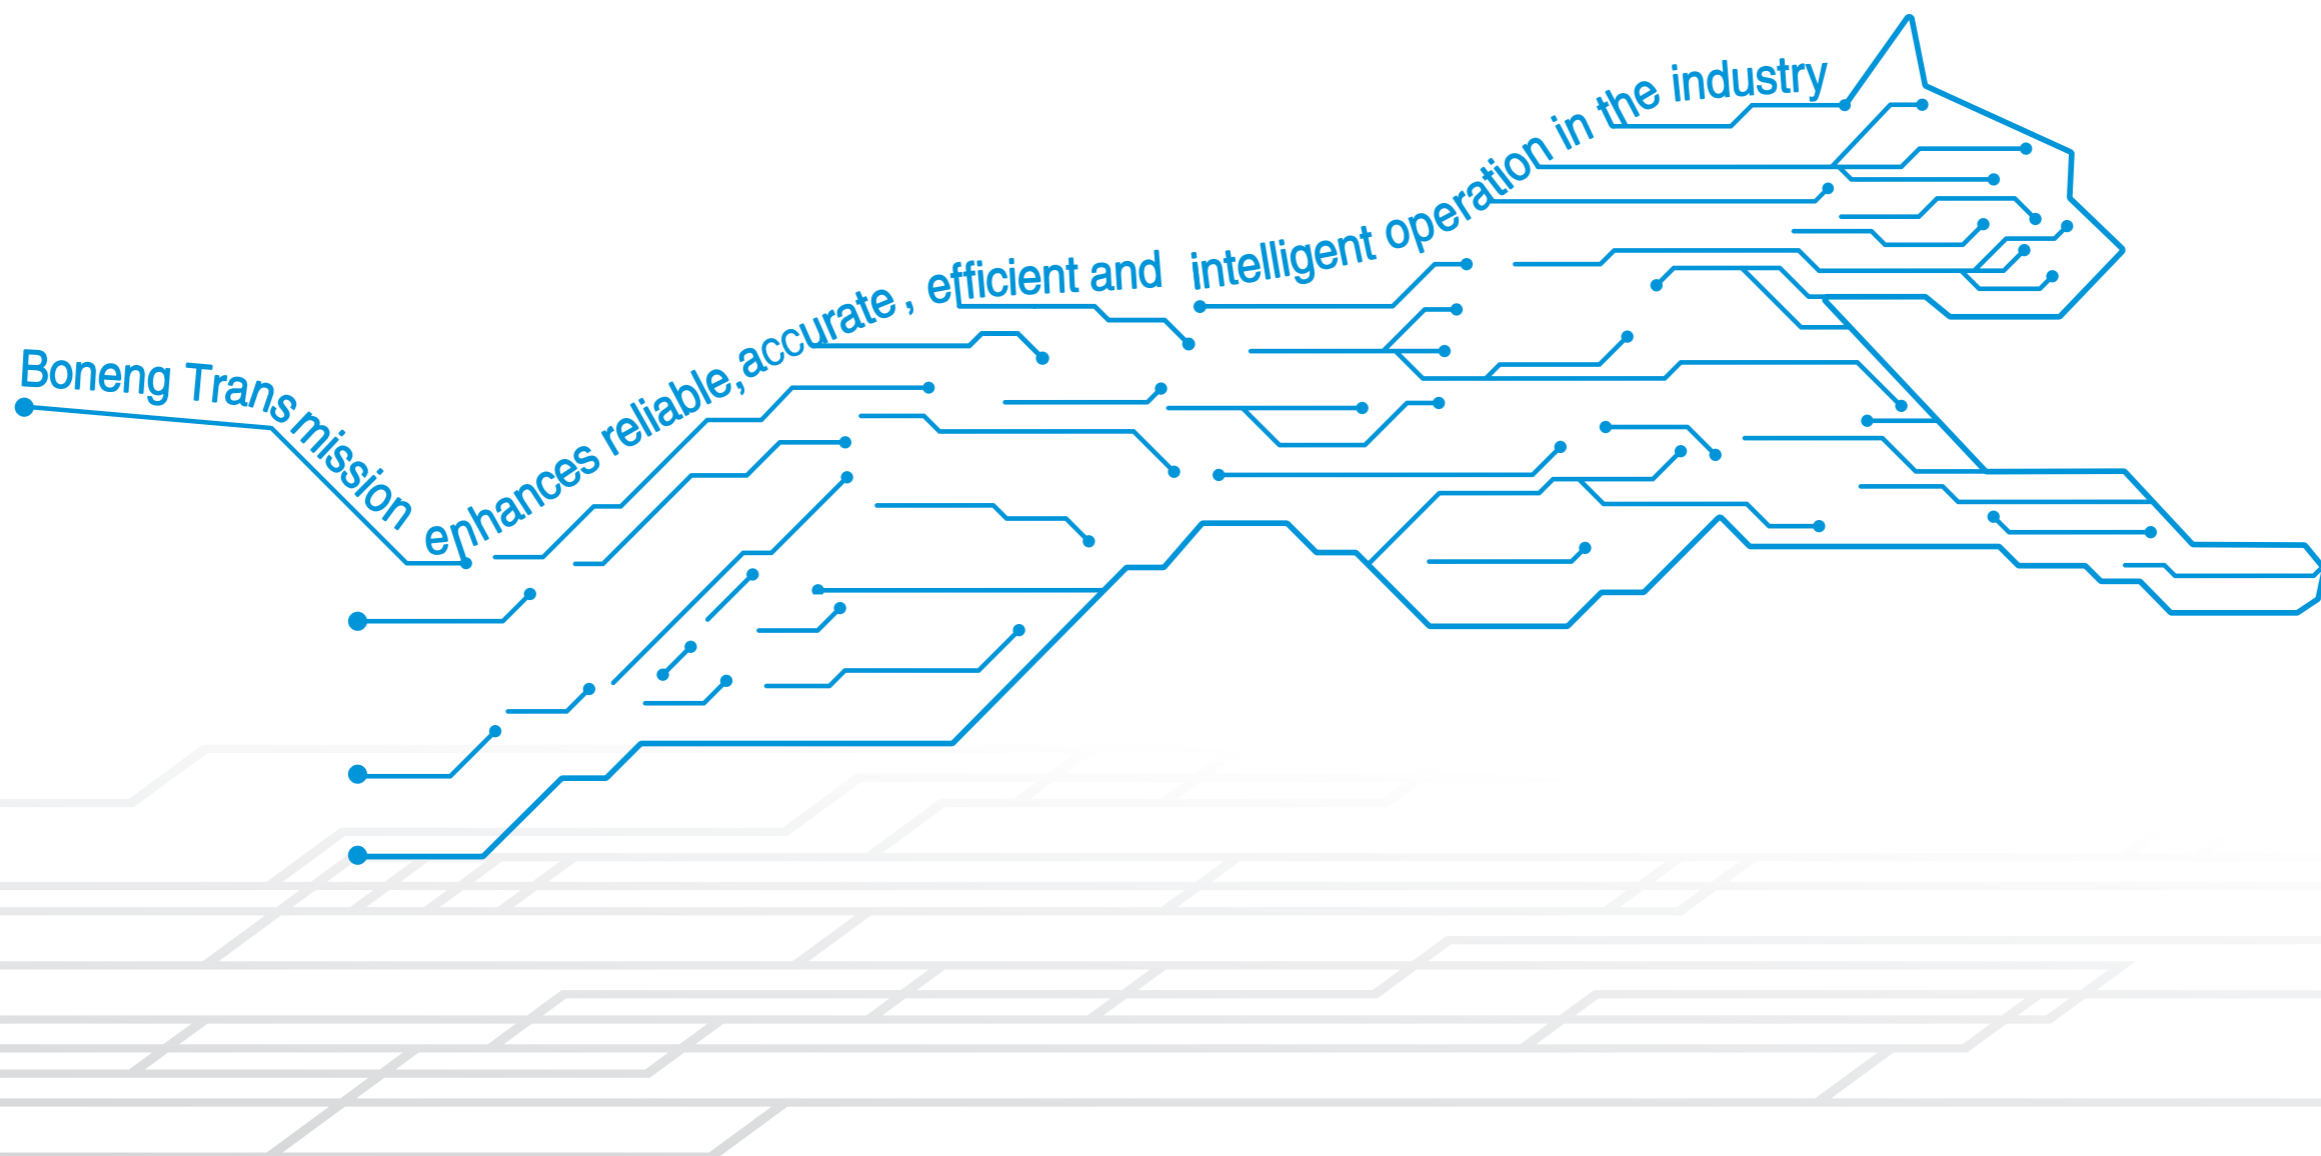 Boneng Transmission enhances reliable, accurate, efficient and intelligent operation in the industry